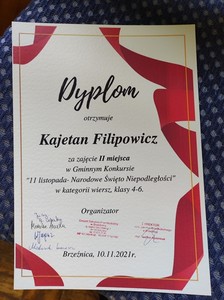 Dyplom
otrzymuje
Kajetan Filipowicz
za zajęcie II miejsca
w Gminnym Konkursie
"11 listopada- Narodowe Święto Niepodległości"
w kategorii wiersz, klasy 4-6.
Organizator
Brzeźnica, 10.11.2021r.